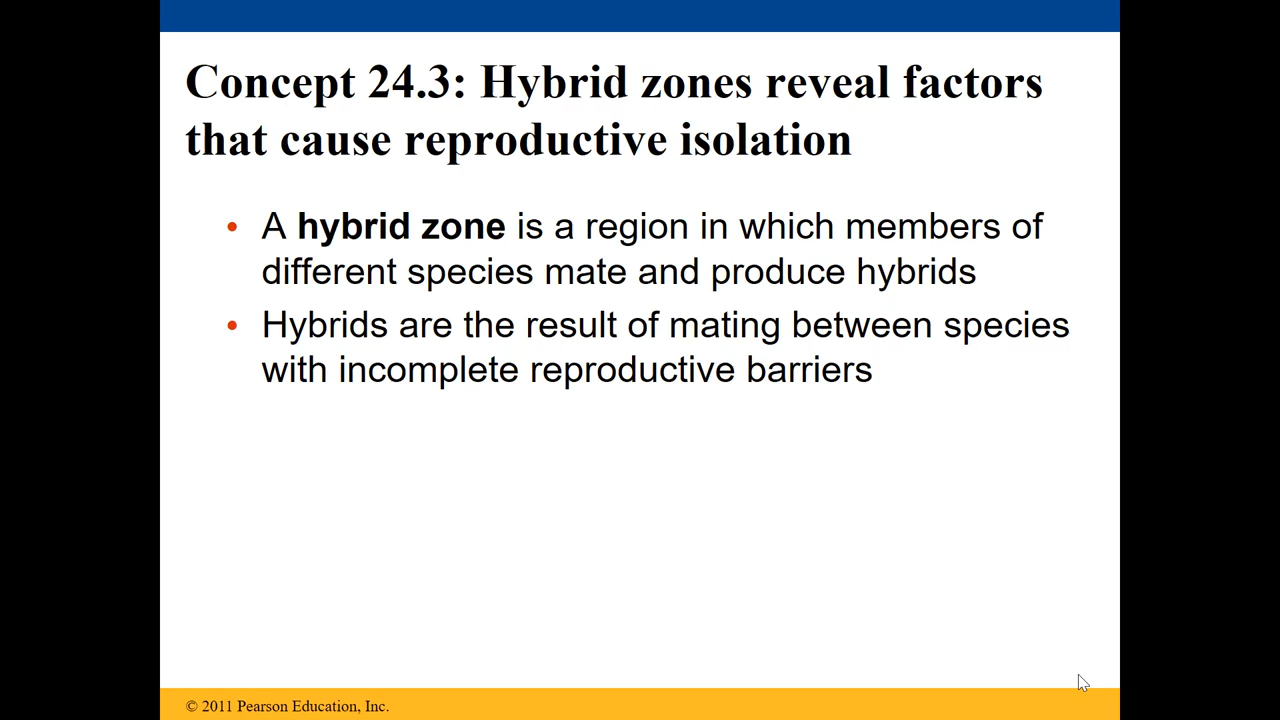 Concept 24.3: Hybrid zones reveal factors
that cause reproductive isolation
• A hybrid zone is a region in which members of
different species mate and produce hybrids
• Hybrids are the result of mating between species
with incomplete reproductive barriers
© 2011 Pearson Education, Inc.